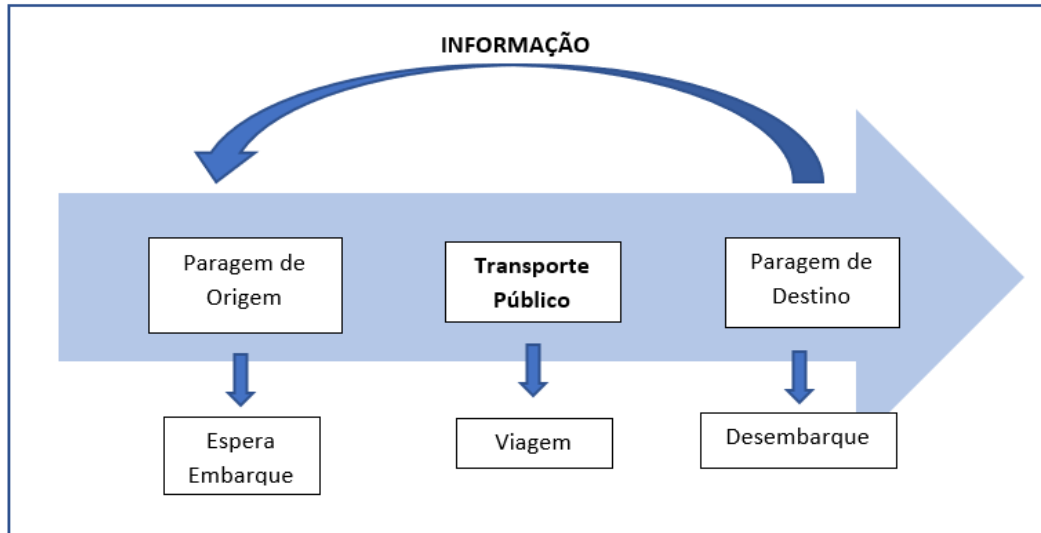 INFORMAÇÃO
Paragem de
Origem
Transporte
Público
Paragem de
Destino
Espera
Embarque
Viagem
Desembarque